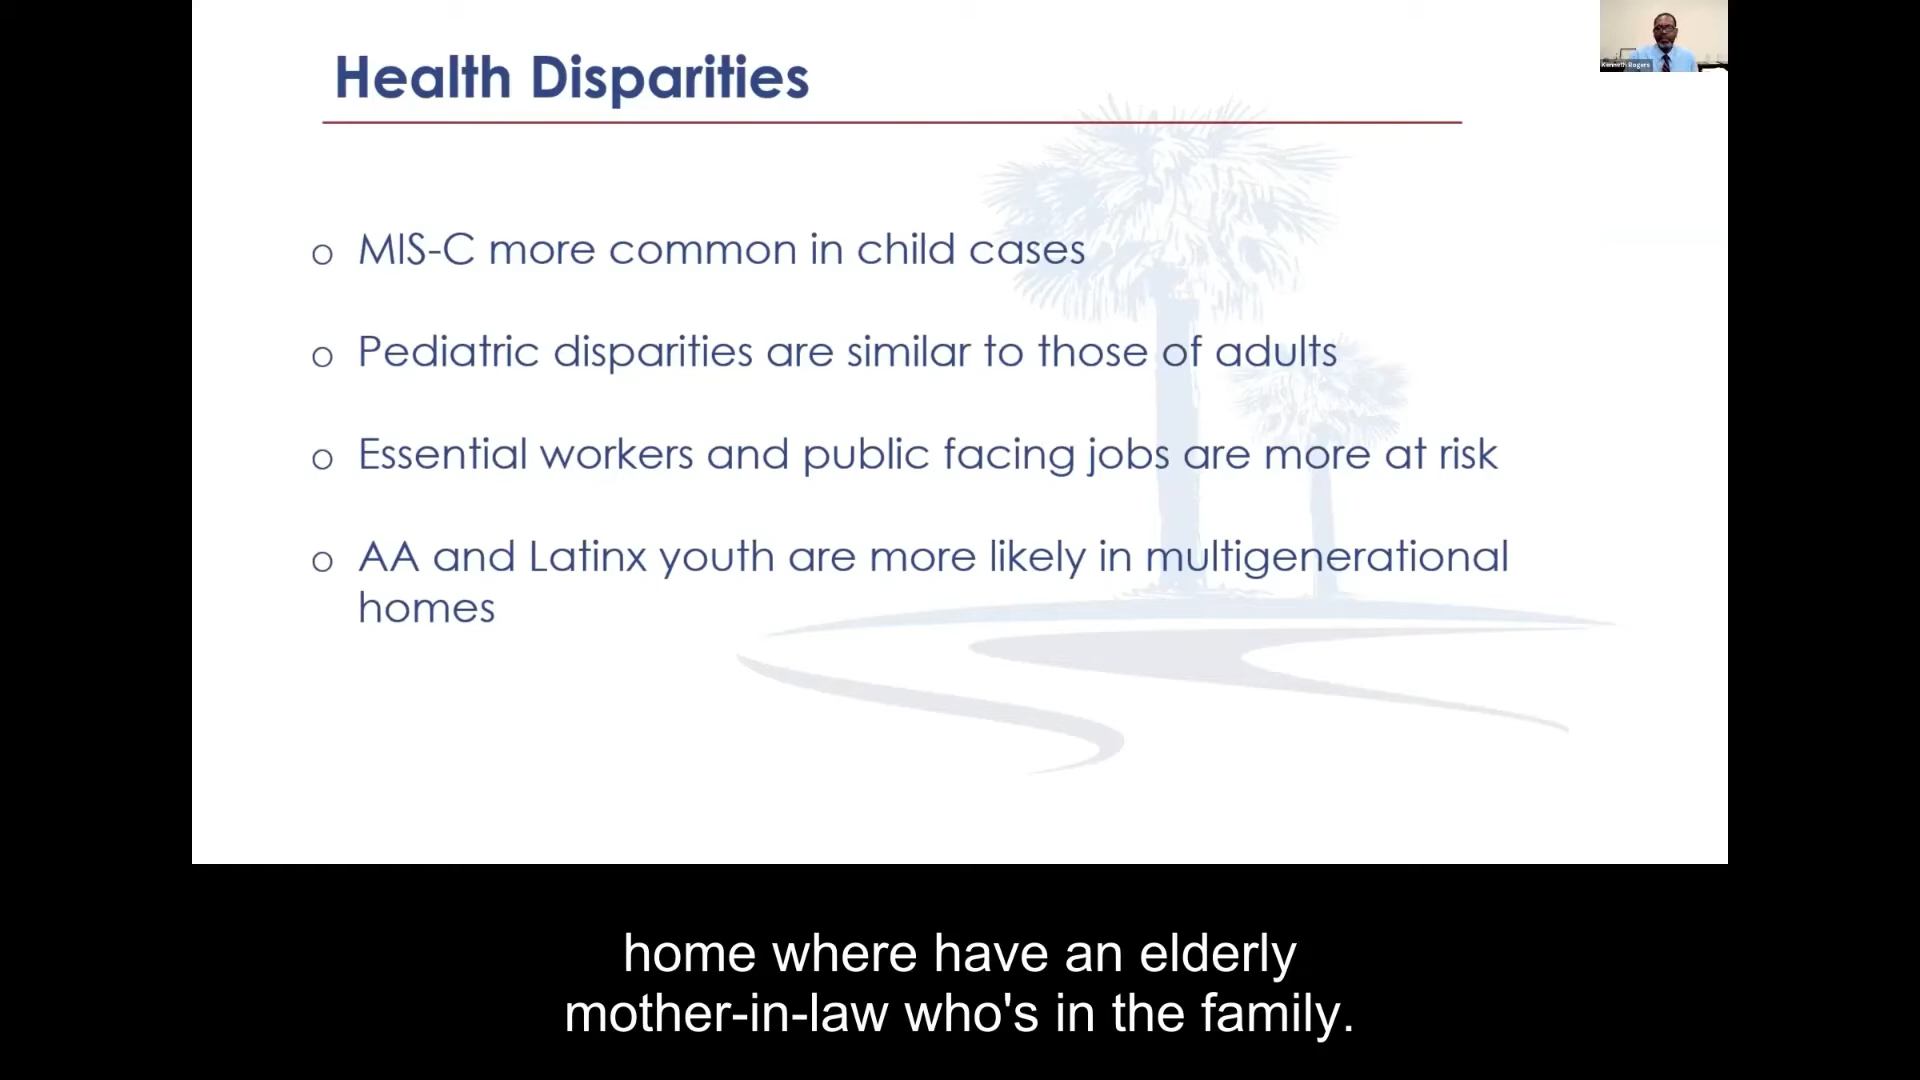 Health Disparities
Kenneth Rogers
o MIS-C more common in child cases
o Pediatric disparities are similar to those of adults
o Essential workers and public facing jobs are more at risk
o AA and Latinx youth are more likely in multigenerational
homes
home where have an elderly
mother-in-law who's in the family.